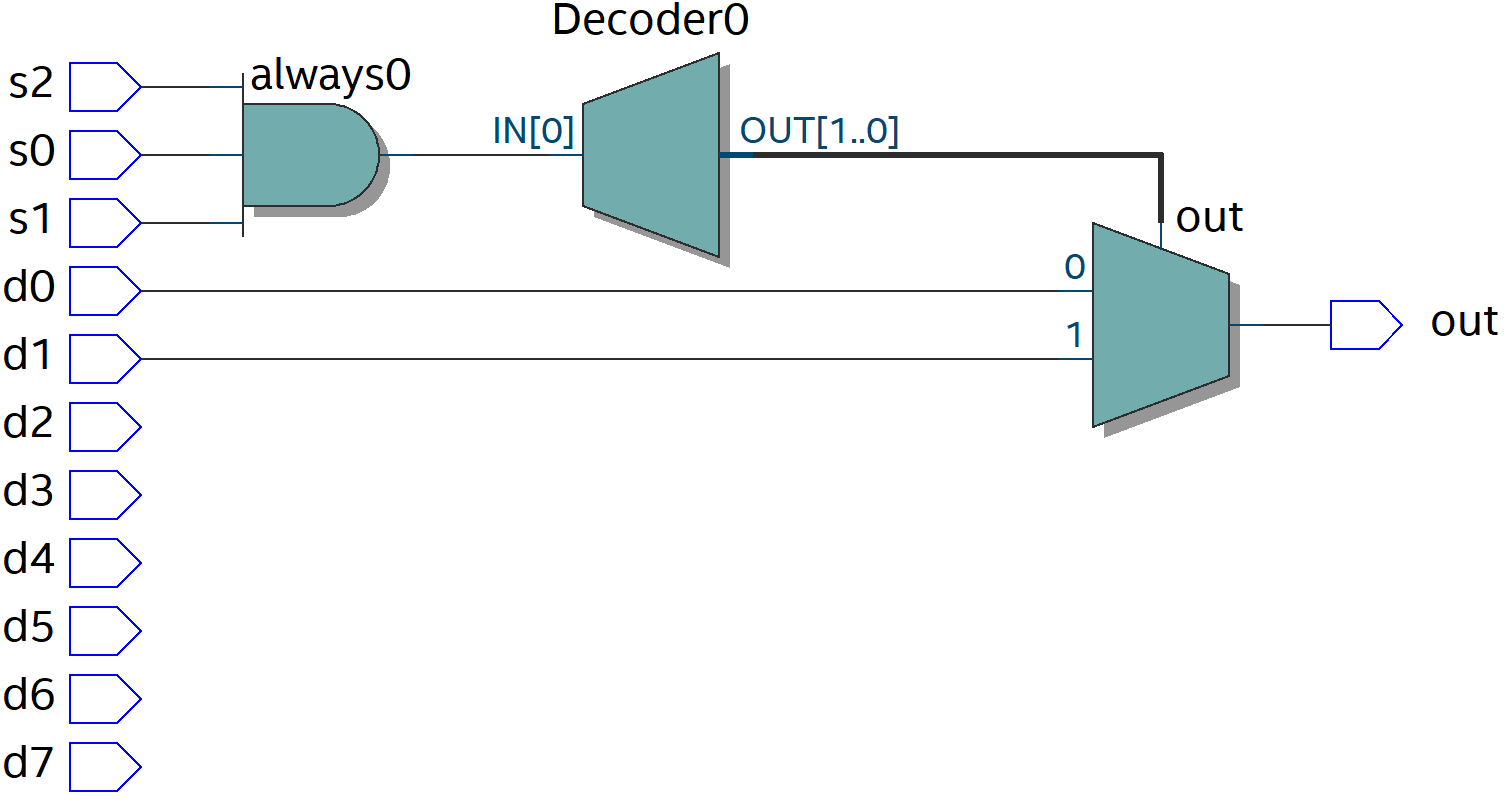 Decoder0
always0
s2
IN[0]
OUT[1..0]
s0
s1
out
d0
0
out
d1
1
d2
d3
d4
d5
d6
d7